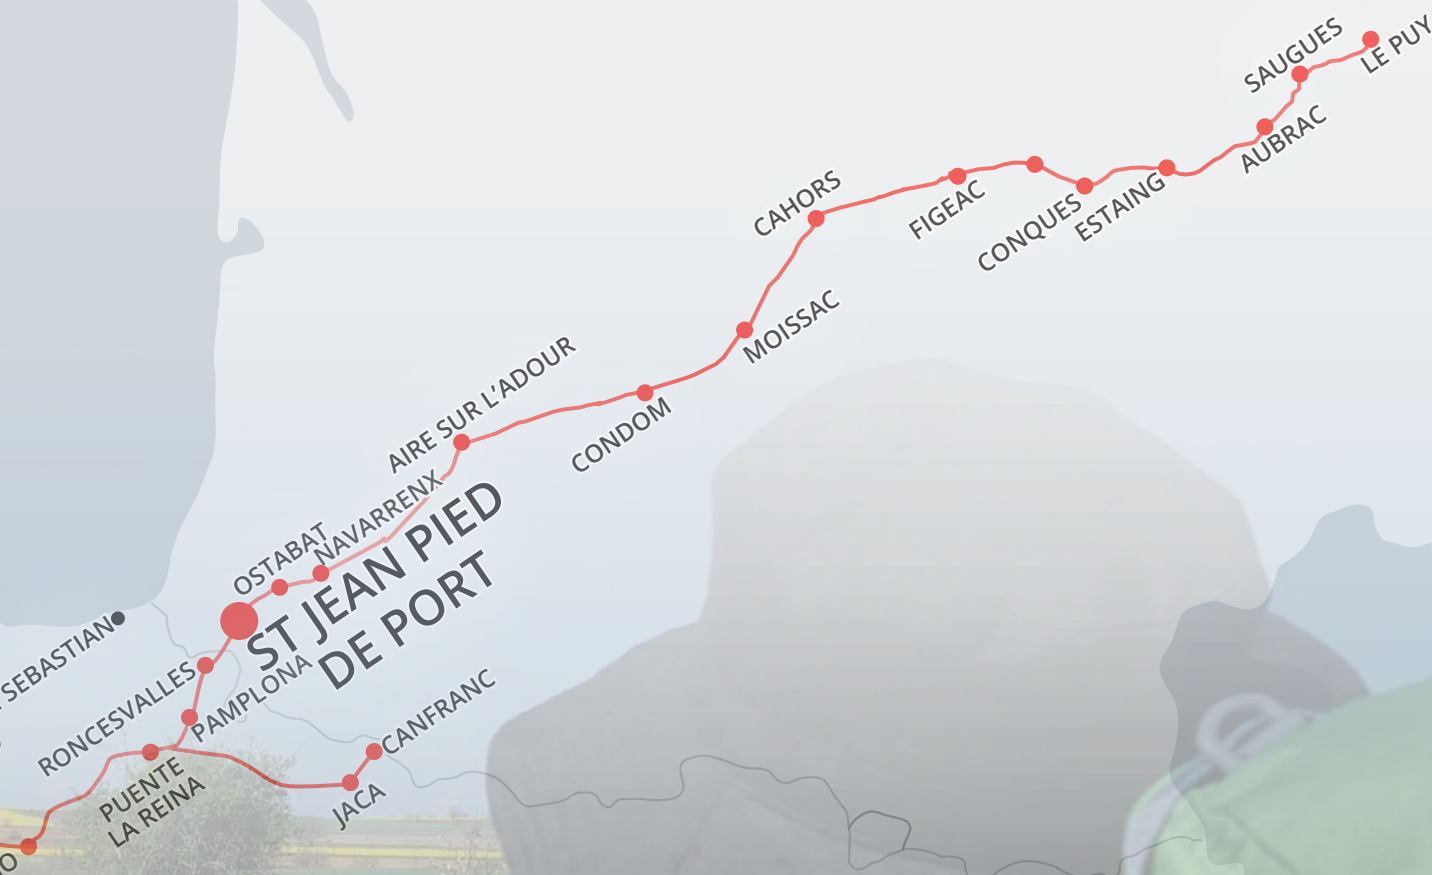 SAUGUES
LE PUY
AUBRAC
CAHORS
FIGEAC
CONQUES
ESTAING
MOISSAC
AIRE SUR L'ADOUR
CONDOM
NAVARRENX
OSTABAT
ST JEAN PIED
DE PORT
SEBASTIAN
RONCESVALLES
PAMPLONA
CANFRANC
PUENTE
LA REINA
JACA